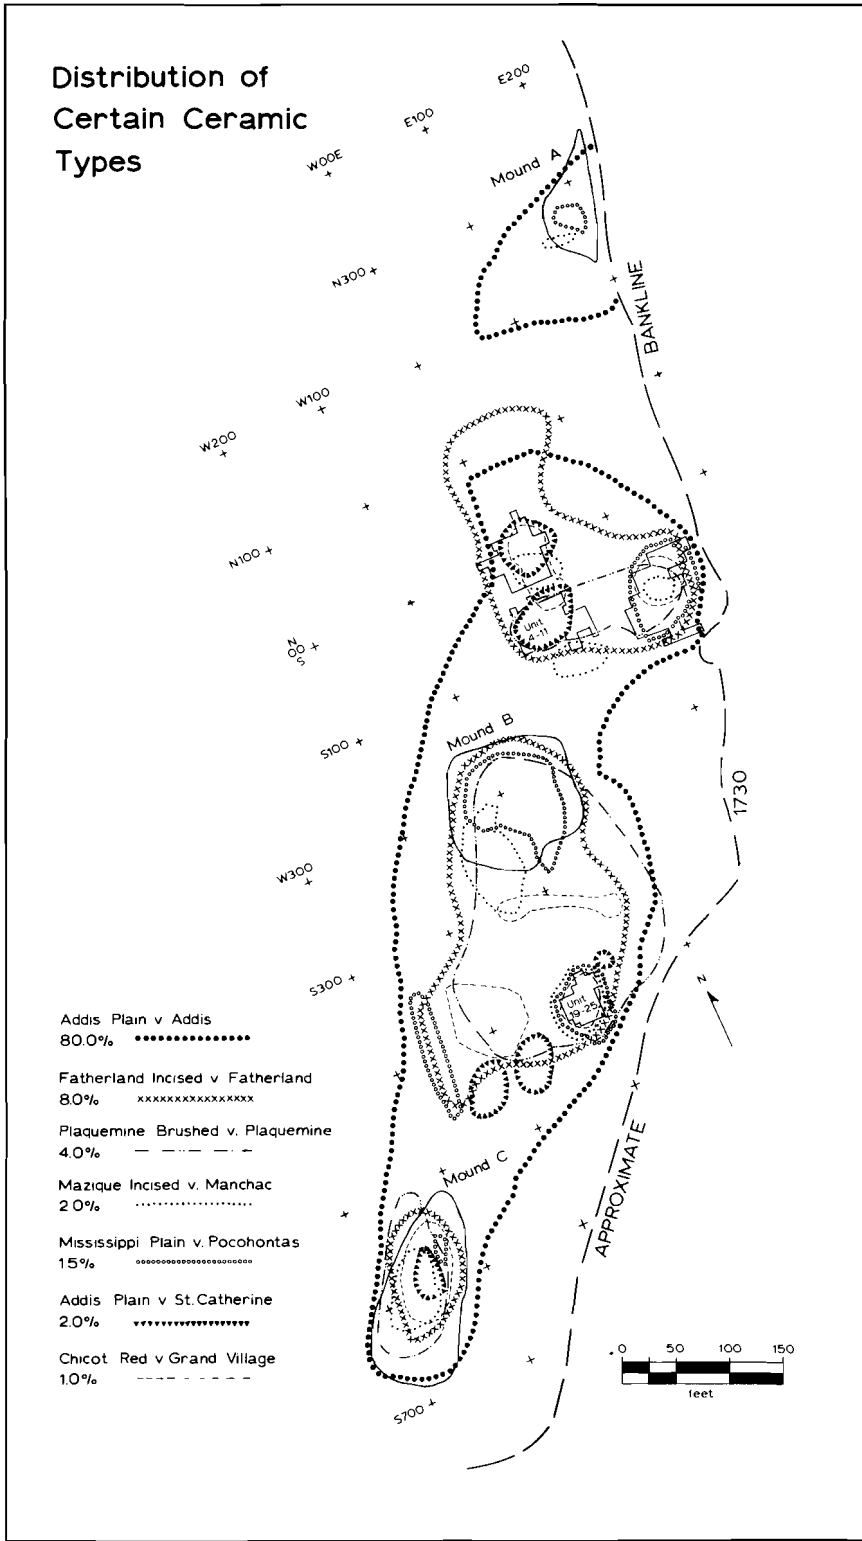 Distribution of
Certain Ceramic
Types
E200
E100
W00E
Mound A
N300
BANKLINE
W100
W200
N100
Unit
4-11
N
00
S
Mound B
S100
1730
W300
S300
N
Unit
19-25
Addis Plain v Addis
80.0%
Fatherland Incised v Fatherland
8.0%
Plaquemine Brushed v. Plaquemine
4.0%
Mazique Incised v. Manchac
2.0%
Mississippi Plain v. Pocohontas
1.5%
Addis Plain v St. Catherine
2.0%
Chicot Red v Grand Village
1.0%
Mound C
APPROXIMATE
S700
0 50 100 150
feet